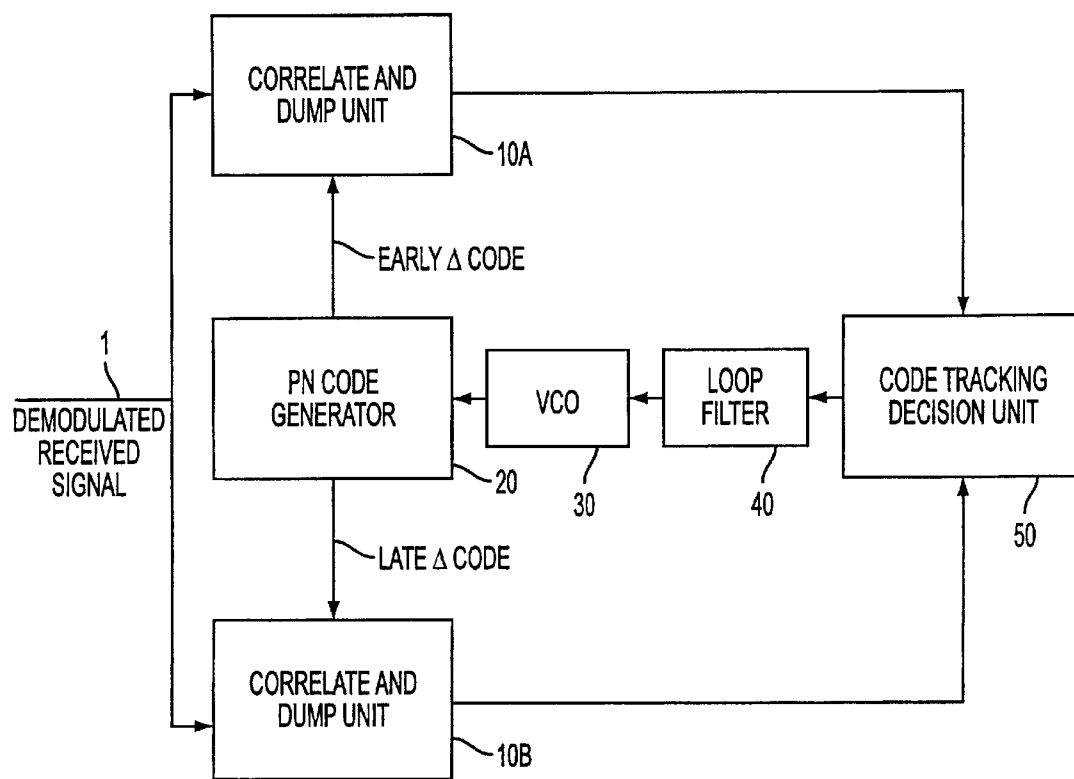 CORRELATE AND
DUMP UNIT
10A
EARLY Δ CODE
1
DEMODULATED
RECEIVED
SIGNAL
PN CODE
GENERATOR
20
VCO
30
LOOP
FILTER
40
CODE TRACKING
DECISION UNIT
50
LATE Δ CODE
CORRELATE AND
DUMP UNIT
10B